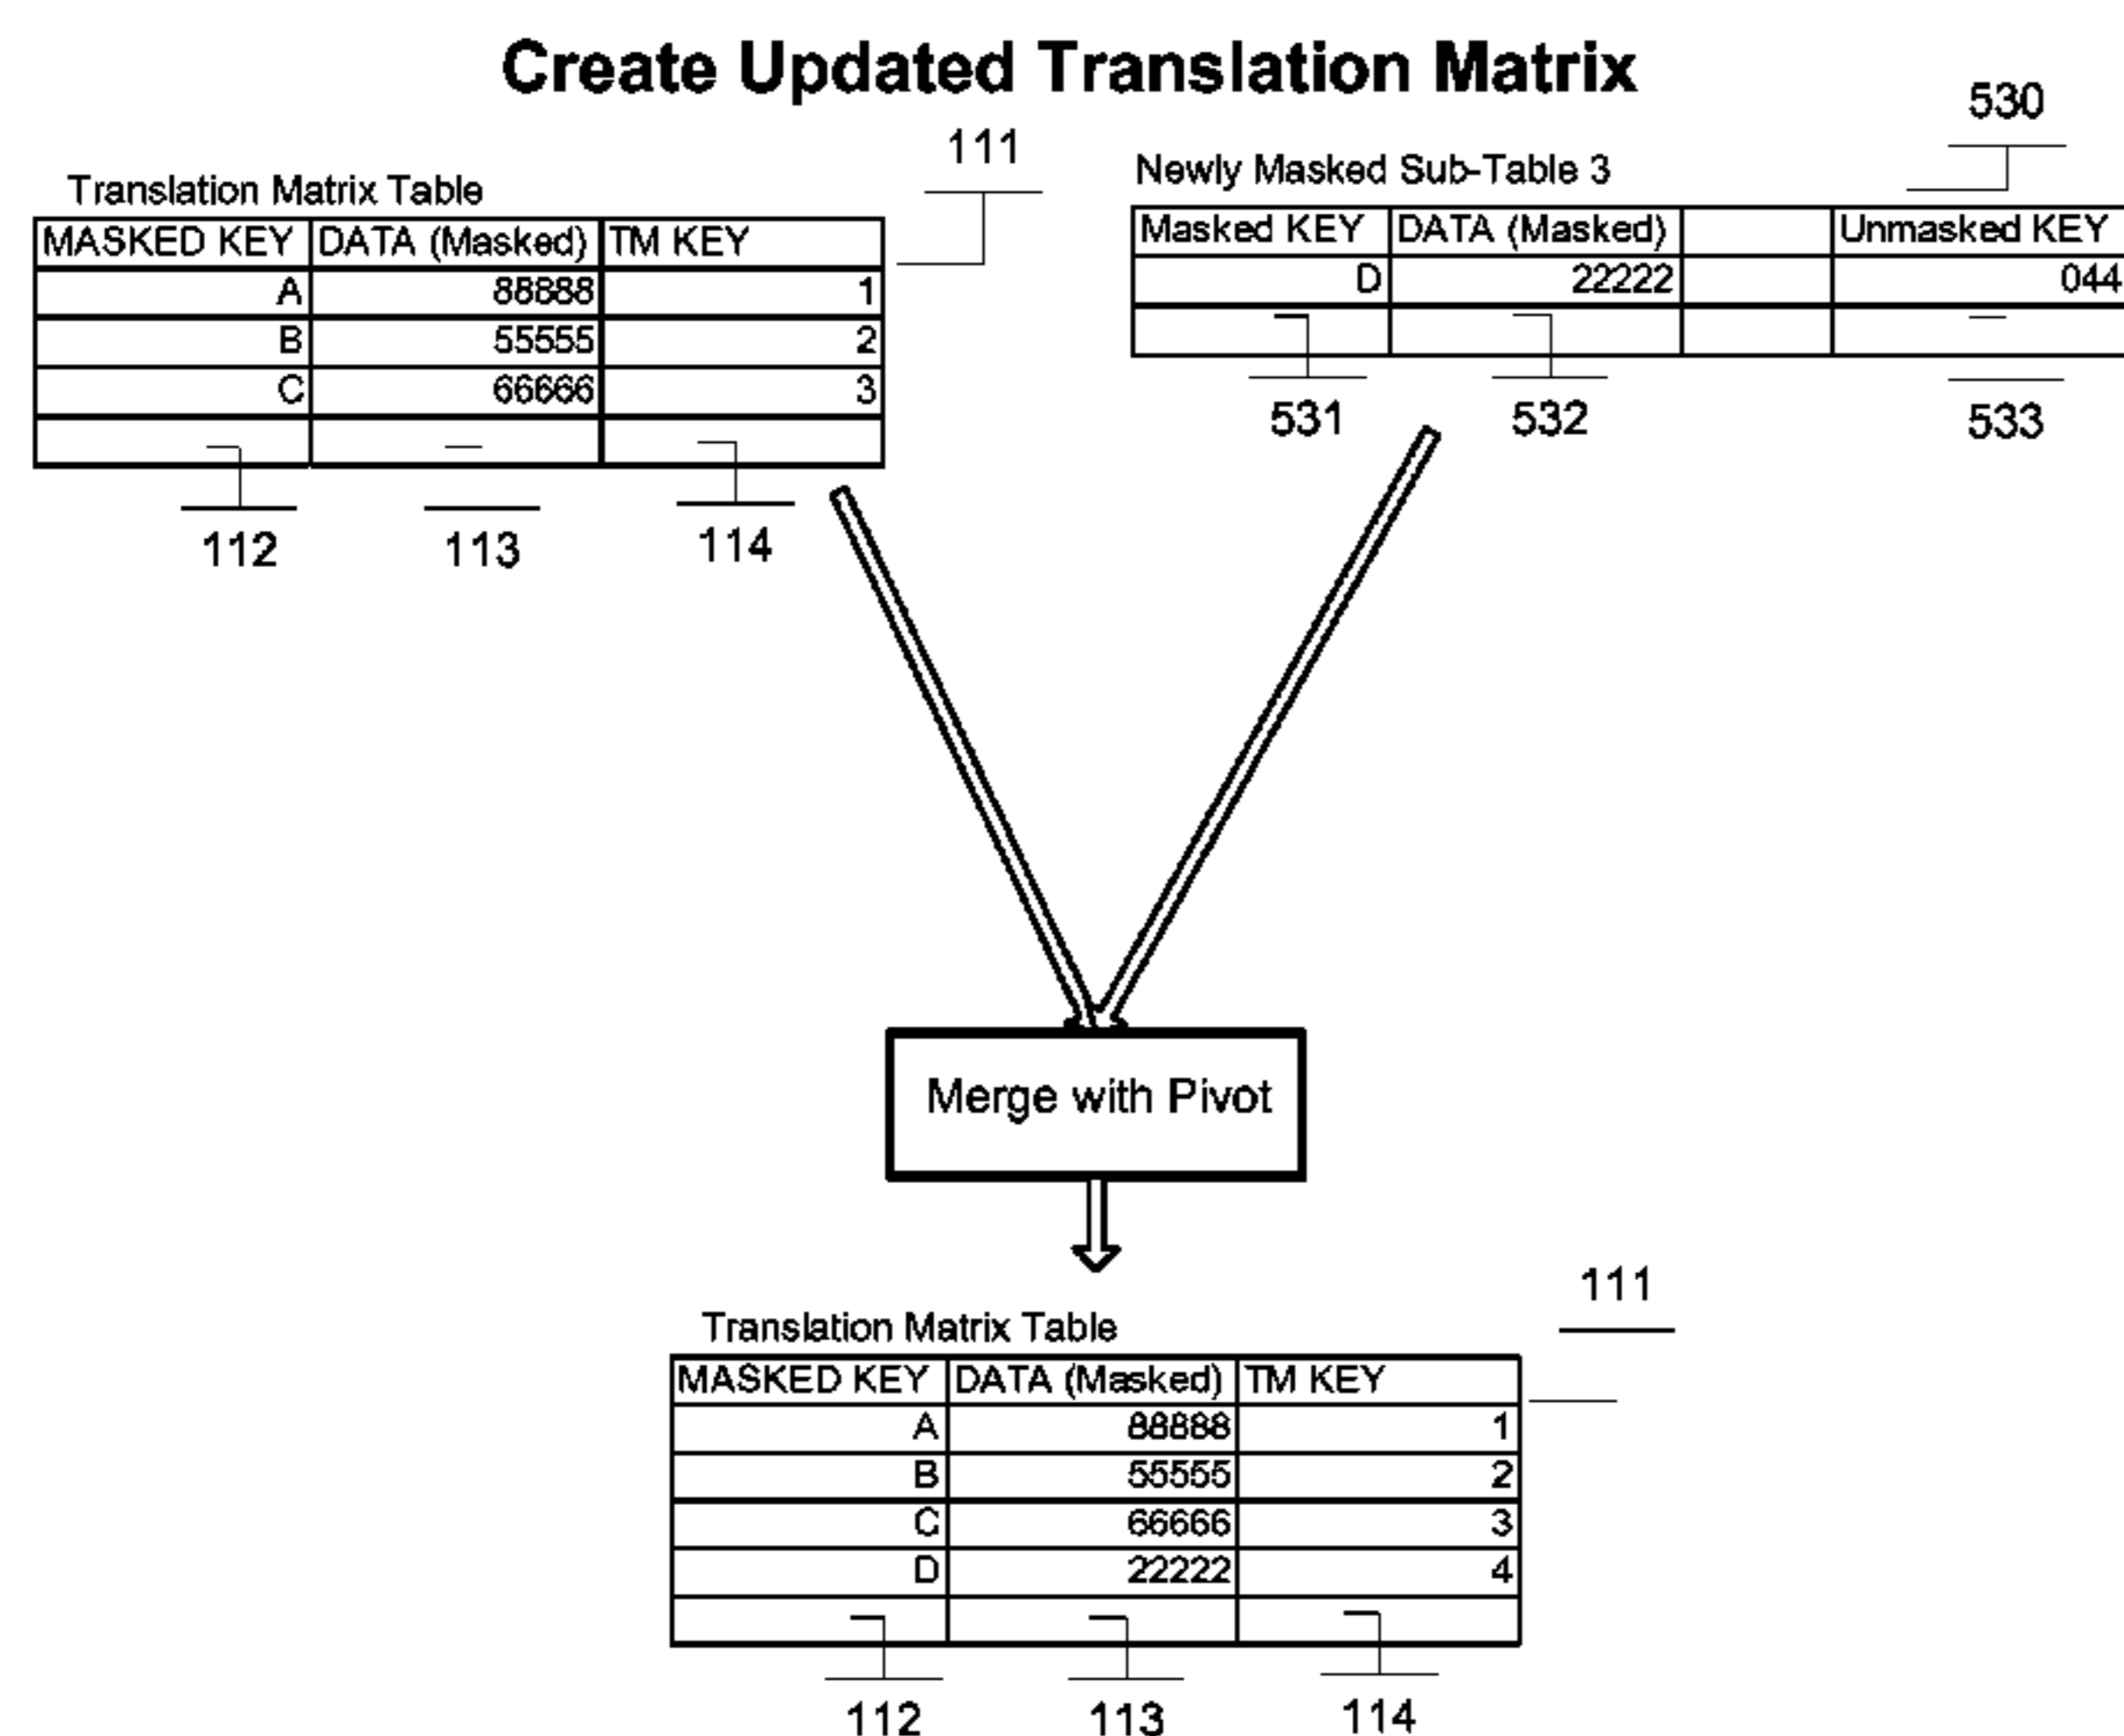 Create Updated Translation Matrix
530
111
Newly Masked Sub-Table 3
Translation Matrix Table
Masked KEY DATA (Masked) Unmasked KEY
D 22222 044
531 532 533
MASKED KEY DATA (Masked) TM KEY
A 88888 1
B 55555 2
C 66666 3
112 113 114
Merge with Pivot
111
Translation Matrix Table
MASKED KEY DATA (Masked) TM KEY
A 88888 1
B 55555 2
C 66666 3
D 22222 4
112 113 114